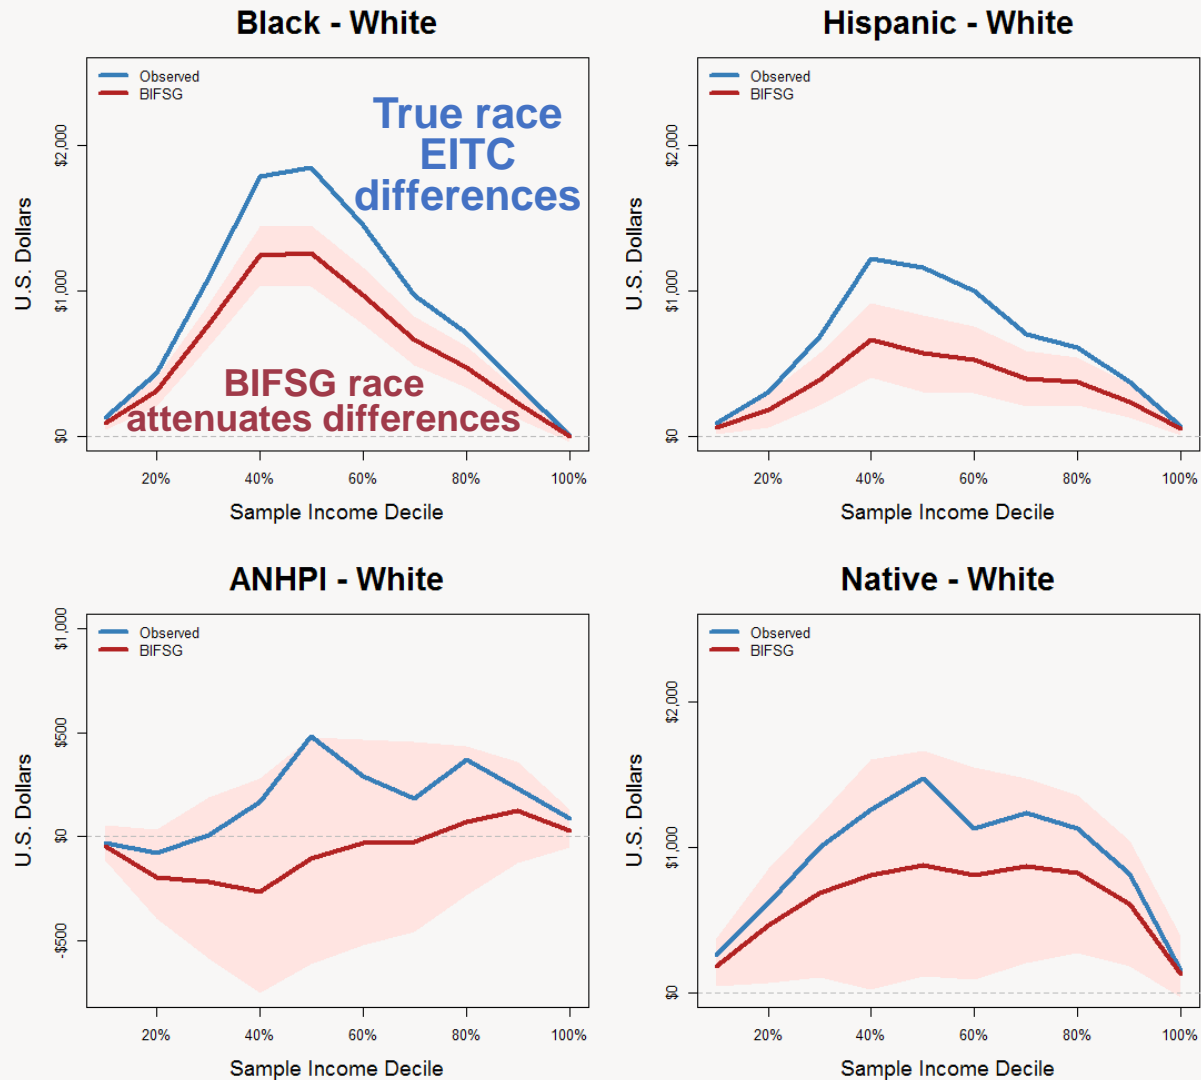 Black - White
Observed
BIFSG
True race
EITC
differences
BIFSG race
attenuates differences
U.S. Dollars
$2,000
$1,000
$0
20%
40%
60%
80%
100%
Sample Income Decile
Hispanic - White
Observed
BIFSG
U.S. Dollars
$2,000
$1,000
$0
20%
40%
60%
80%
100%
Sample Income Decile
ANHPI - White
Observed
BIFSG
U.S. Dollars
$1,000
$500
$0
-$500
20%
40%
60%
80%
100%
Sample Income Decile
Native - White
Observed
BIFSG
U.S. Dollars
$2,000
$1,000
$0
20%
40%
60%
80%
100%
Sample Income Decile